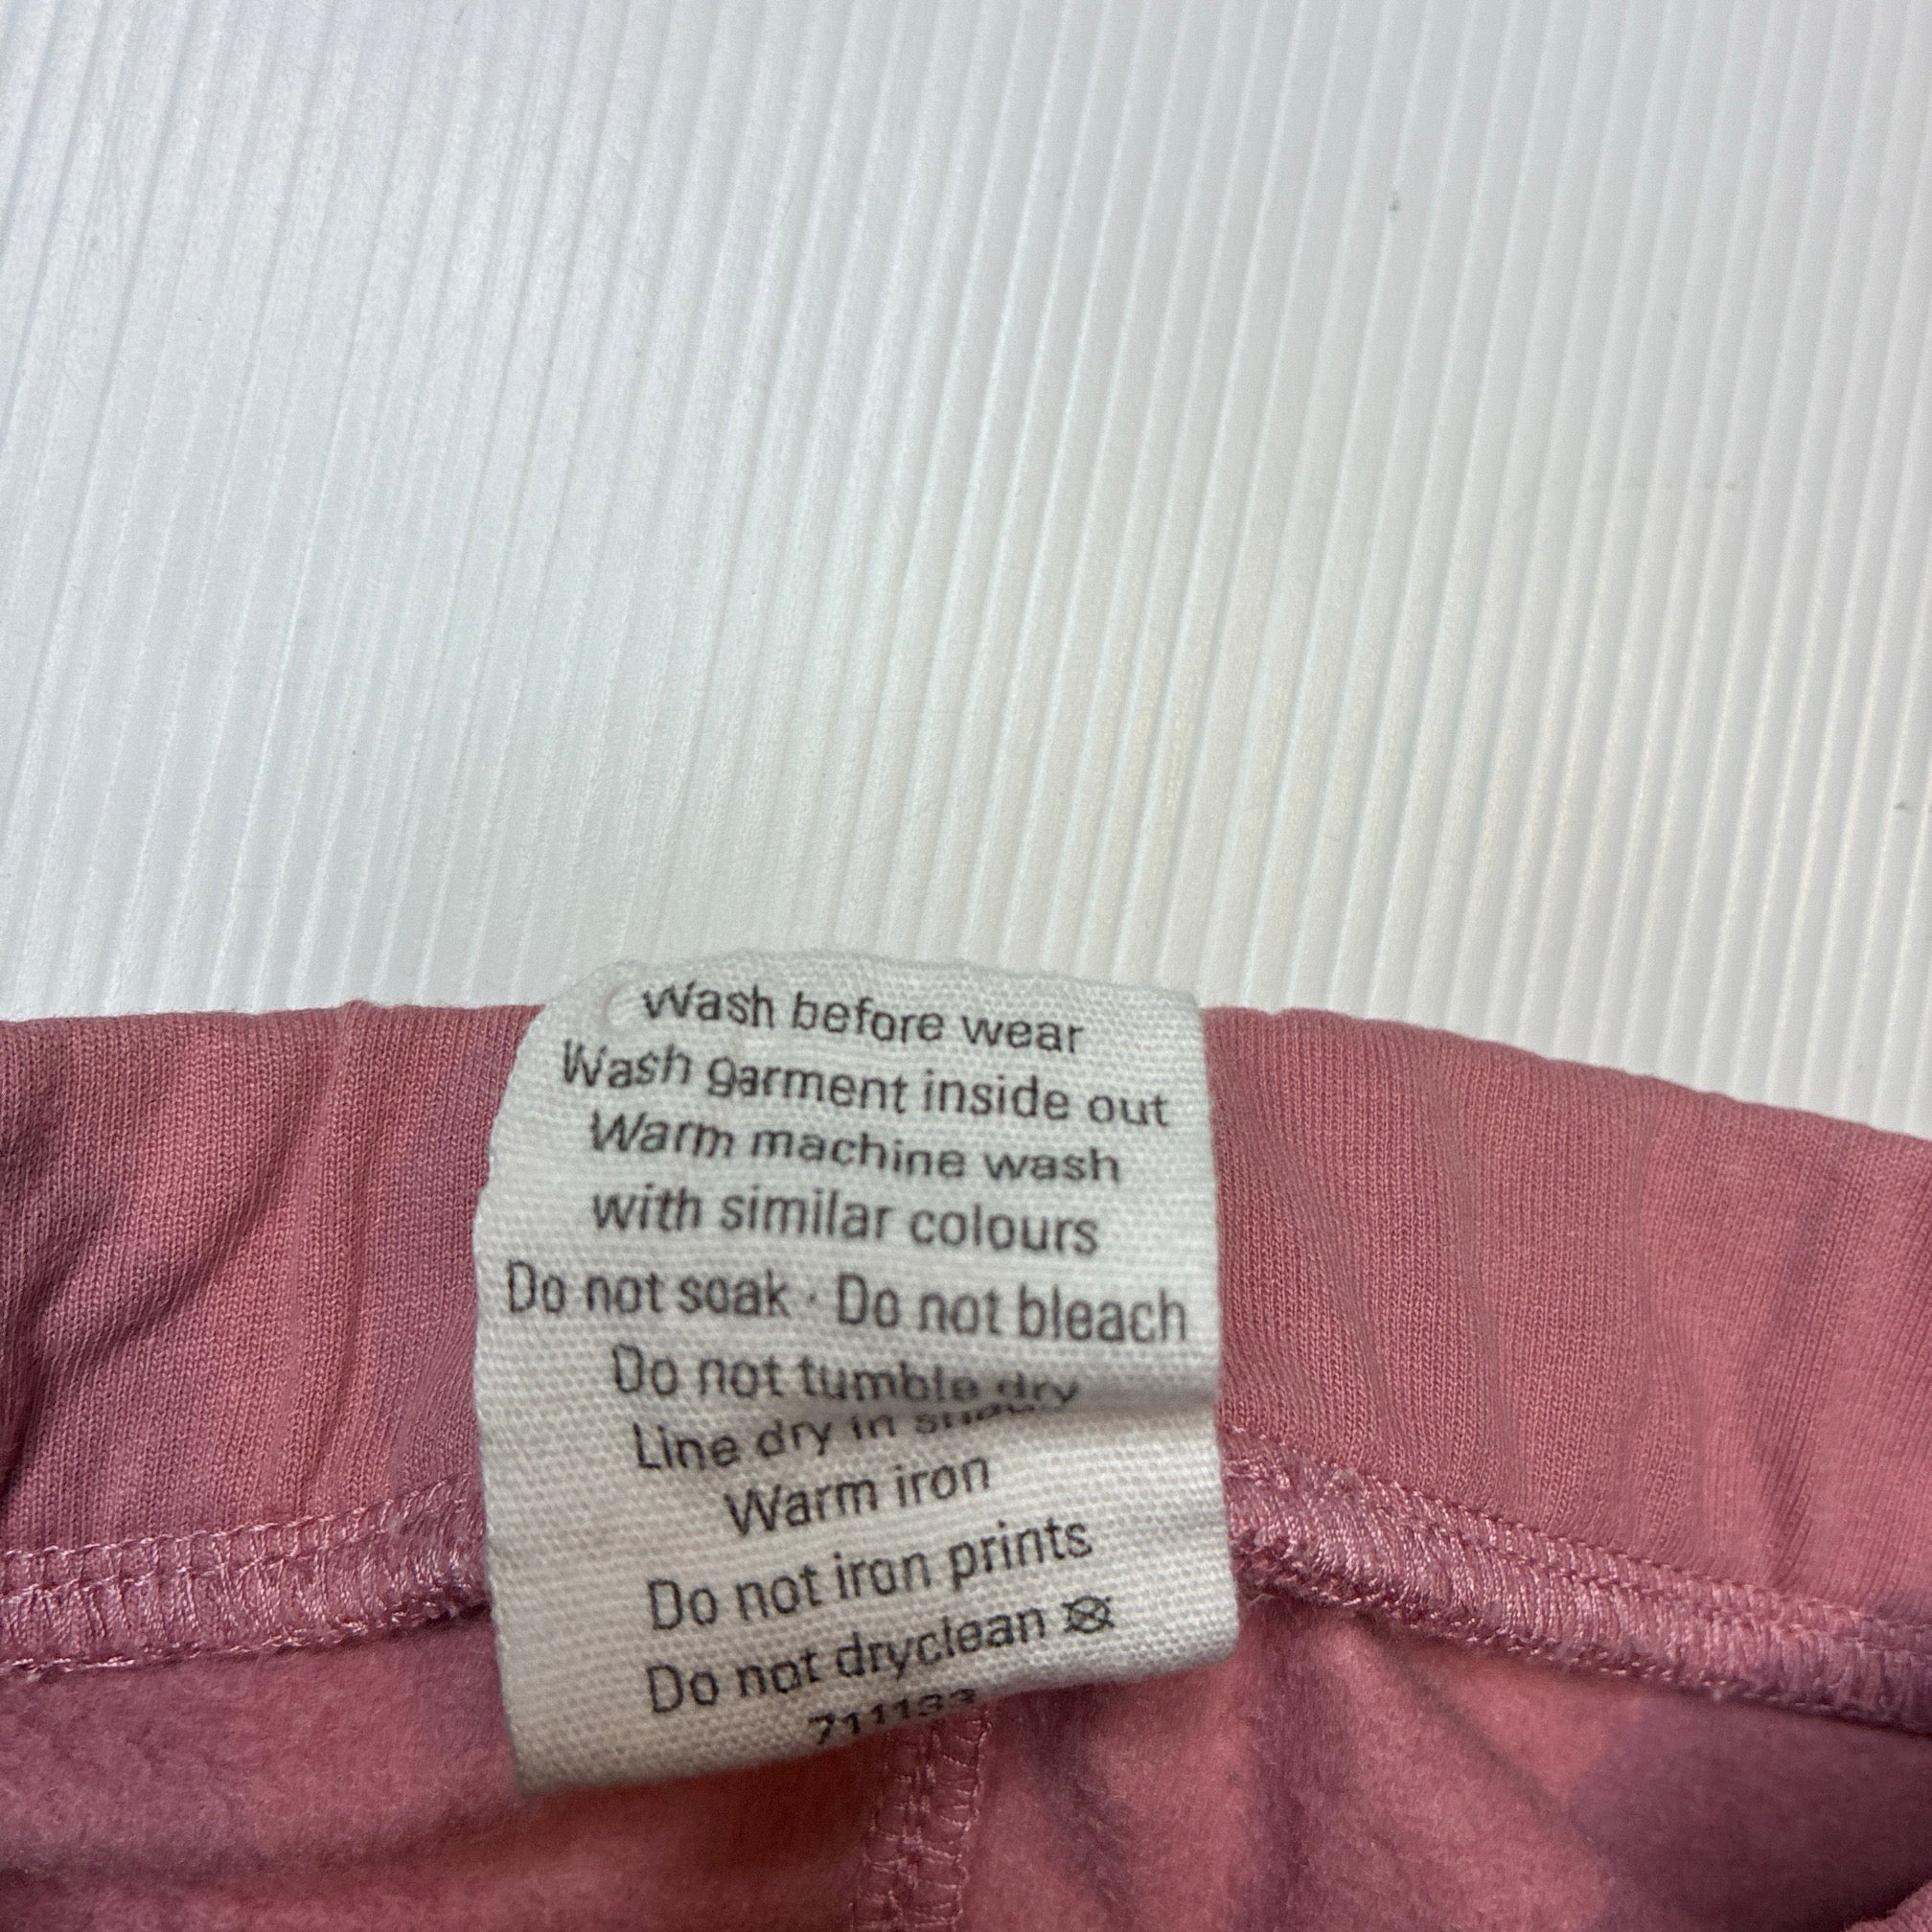 Wash before wear
Wash garment inside out
Warm machine wash
with similar colours
Do not soak · Do not bleach
Do not tumble dry
Line dry in
Warm iron
Do not iron prints
Do not dryclean
711133